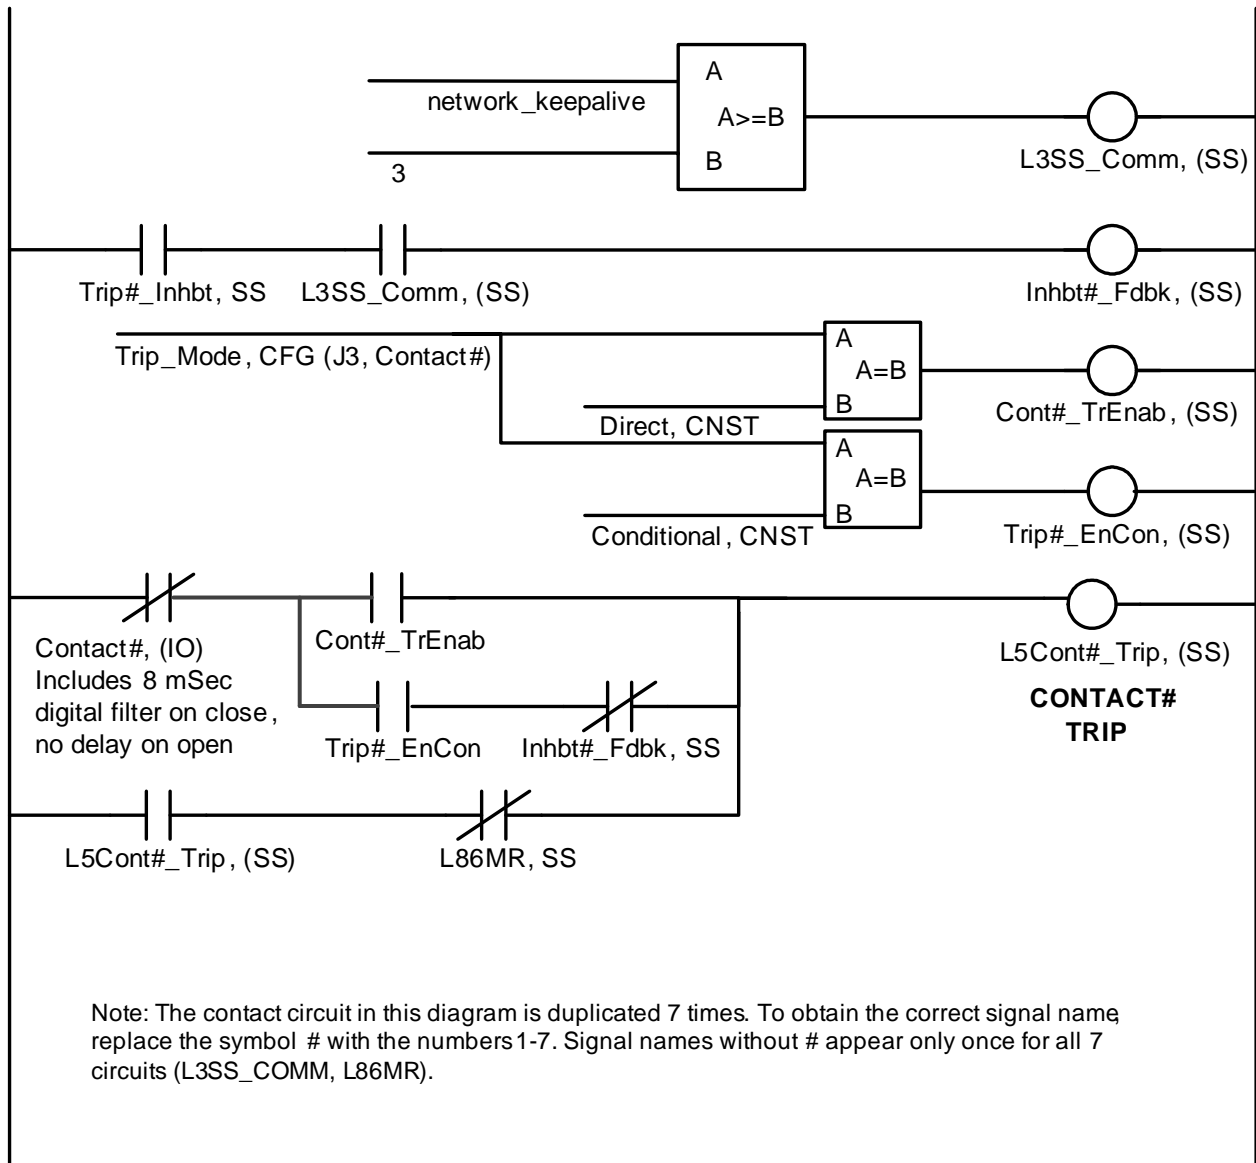 A
network_keepalive
A>=B
B
3
L3SS_Comm, (SS)
Trip#_Inhbt, SS
L3SS_Comm, (SS)
Inhbt#_Fdbk, (SS)
Trip_Mode, CFG (J3, Contact#)
A
A=B
B
Direct, CNST
Cont#_TrEnab, (SS)
A
A=B
B
Conditional, CNST
Trip#_EnCon, (SS)
Contact#, (IO)
Includes 8 mSec
digital filter on close,
no delay on open
Cont#_TrEnab
L5Cont#_Trip, (SS)
CONTACT#
TRIP
Trip#_EnCon
Inhbt#_Fdbk, SS
L5Cont#_Trip, (SS)
L86MR, SS
Note: The contact circuit in this diagram is duplicated 7 times. To obtain the correct signal name,
replace the symbol # with the numbers 1-7. Signal names without # appear only once for all 7
circuits (L3SS_COMM, L86MR).